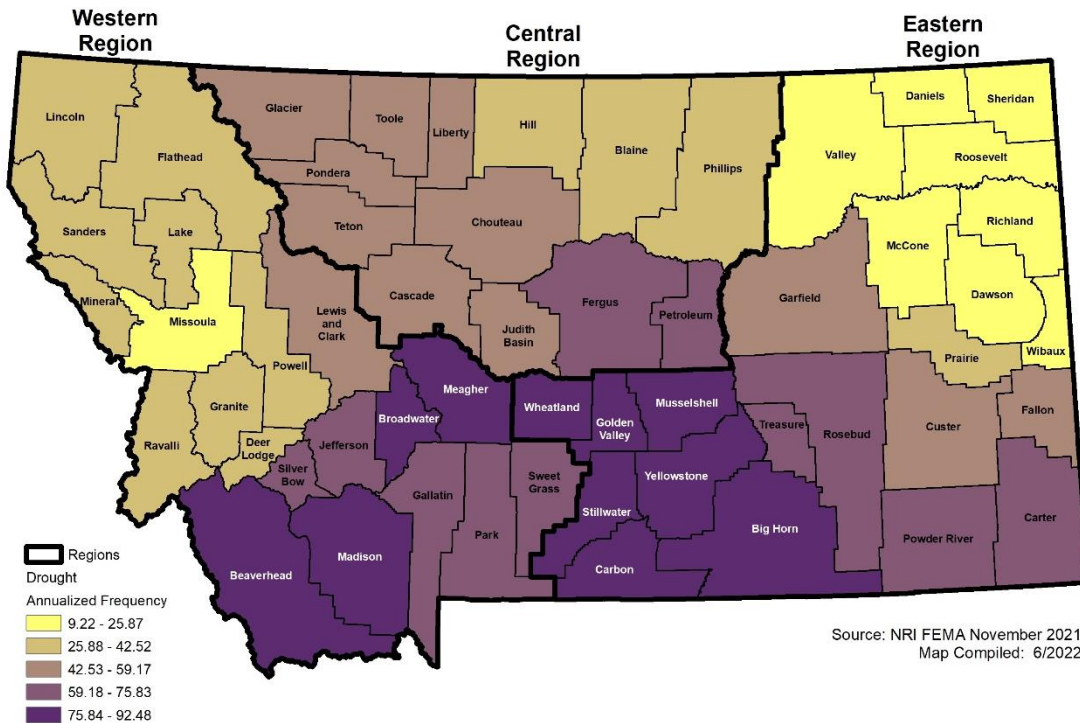 Western
Region
Central
Region
Eastern
Region
Lincoln
Flathead
Glacier
Toole
Liberty
Hill
Blaine
Phillips
Valley
Daniels
Sheridan
Roosevelt
Pondera
Teton
Chouteau
Sanders
Lake
Richland
McCone
Mineral
Missoula
Lewis
and
Clark
Cascade
Judith
Basin
Fergus
Petroleum
Garfield
Dawson
Wibaux
Prairie
Powell
Granite
Ravalli
Deer
Lodge
Silver
Bow
Jefferson
Broadwater
Meagher
Wheatland
Golden
Valley
Musselshell
Treasure
Rosebud
Custer
Fallon
Beaverhead
Madison
Gallatin
Park
Sweet
Grass
Stillwater
Yellowstone
Carbon
Big Horn
Powder River
Carter
Regions
Drought
Annualized Frequency
9.22 - 25.87
25.88 - 42.52
42.53 - 59.17
59.18 - 75.83
75.84 - 92.48
Source: NRI FEMA November 2021
Map Compiled: 6/2022